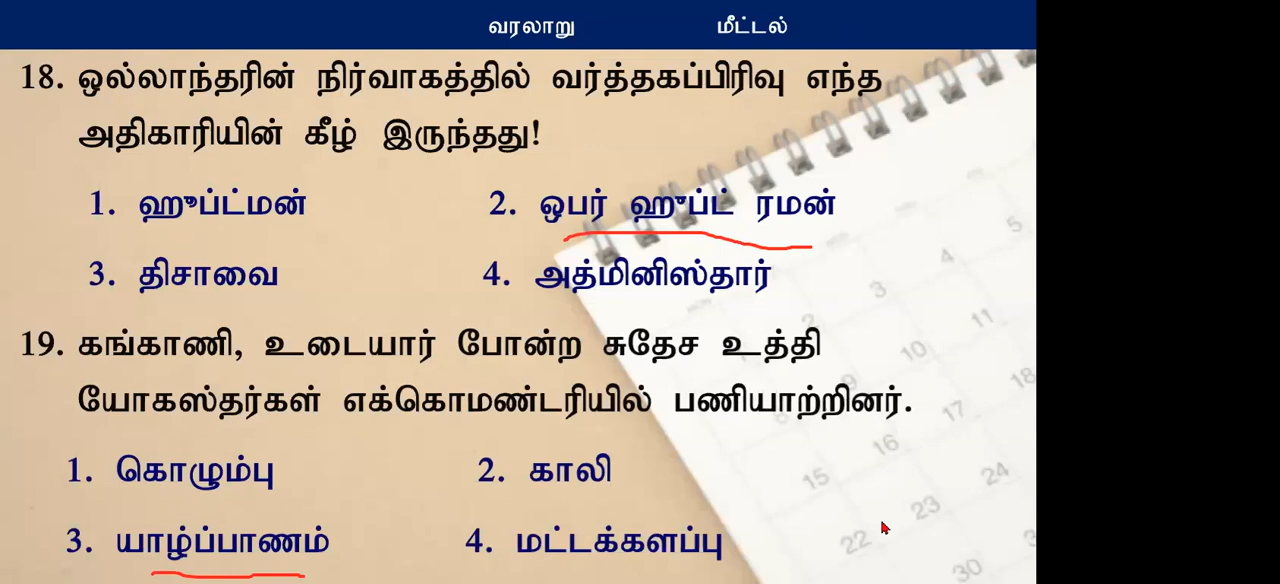 வரலாறு மீட்டல்
18. ஒல்லாந்தரின் நிர்வாகத்தில் வர்த்தகப்பிரிவு எந்த
அதிகாரியின் கீழ் இருந்தது!
1. ஹூப்ட்மன் 2. ஒபர் ஹுப்ட் ரமன்
3. திசாவை 4. அத்மினிஸ்தார்
19. கங்காணி, உடையார் போன்ற சுதேச உத்தி
யோகஸ்தர்கள் எக்கொமண்டரியில் பணியாற்றினர்.
1. கொழும்பு 2. காலி
3. யாழ்ப்பாணம் 4. மட்டக்களப்பு